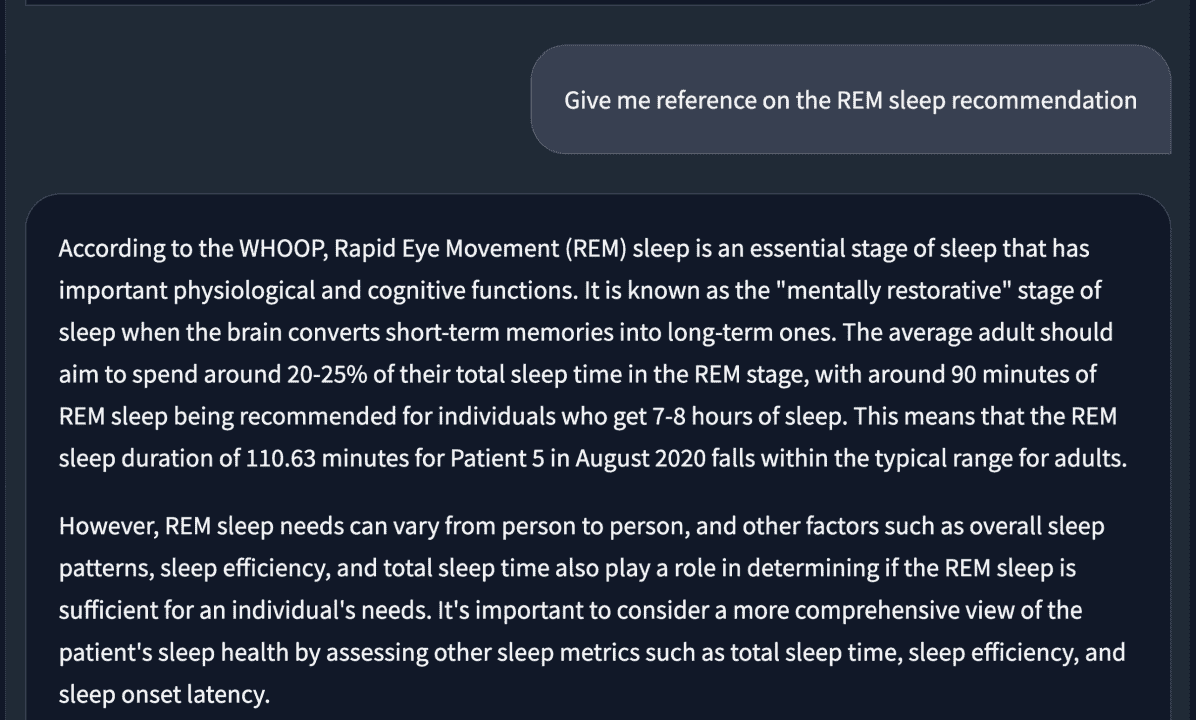 Give me reference on the REM sleep recommendation
According to the WHOOP, Rapid Eye Movement (REM) sleep is an essential stage of sleep that has
important physiological and cognitive functions. It is known as the "mentally restorative" stage of
sleep when the brain converts short-term memories into long-term ones. The average adult should
aim to spend around 20-25% of their total sleep time in the REM stage, with around 90 minutes of
REM sleep being recommended for individuals who get 7-8 hours of sleep. This means that the REM
sleep duration of 110.63 minutes for Patient 5 in August 2020 falls within the typical range for adults.
However, REM sleep needs can vary from person to person, and other factors such as overall sleep
patterns, sleep efficiency, and total sleep time also play a role in determining if the REM sleep is
sufficient for an individual's needs. It's important to consider a more comprehensive view of the
patient's sleep health by assessing other sleep metrics such as total sleep time, sleep efficiency, and
sleep onset latency.